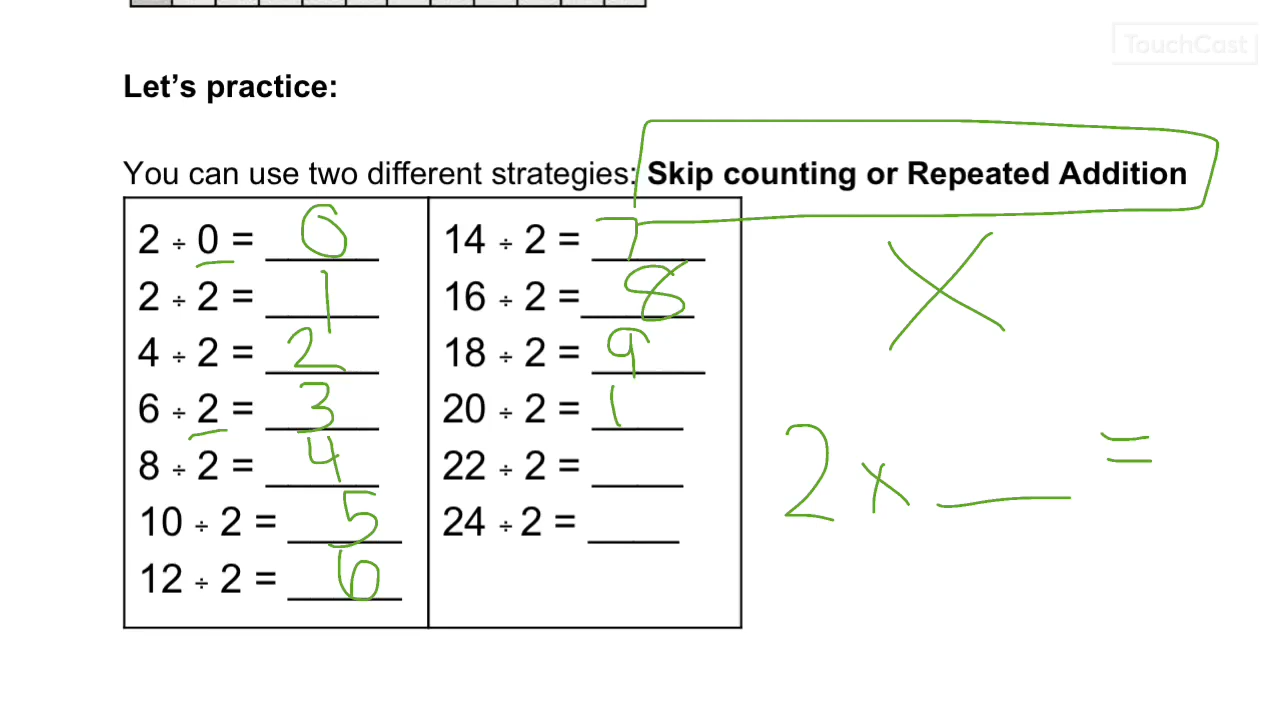 TouchCast
Let's practice:
You can use two different strategies: Skip counting or Repeated Addition
2 ÷ 0 = 0
2 ÷ 2 = 1
4 ÷ 2 = 2
6 ÷ 2 = 3
8 ÷ 2 = 4
10 ÷ 2 = 5
12 ÷ 2 = 6
14 ÷ 2 = 7
16 ÷ 2 = 8
18 ÷ 2 = 9
20 ÷ 2 = 1
22 ÷ 2 = ____
24 ÷ 2 = ____
X
2 x ___ =